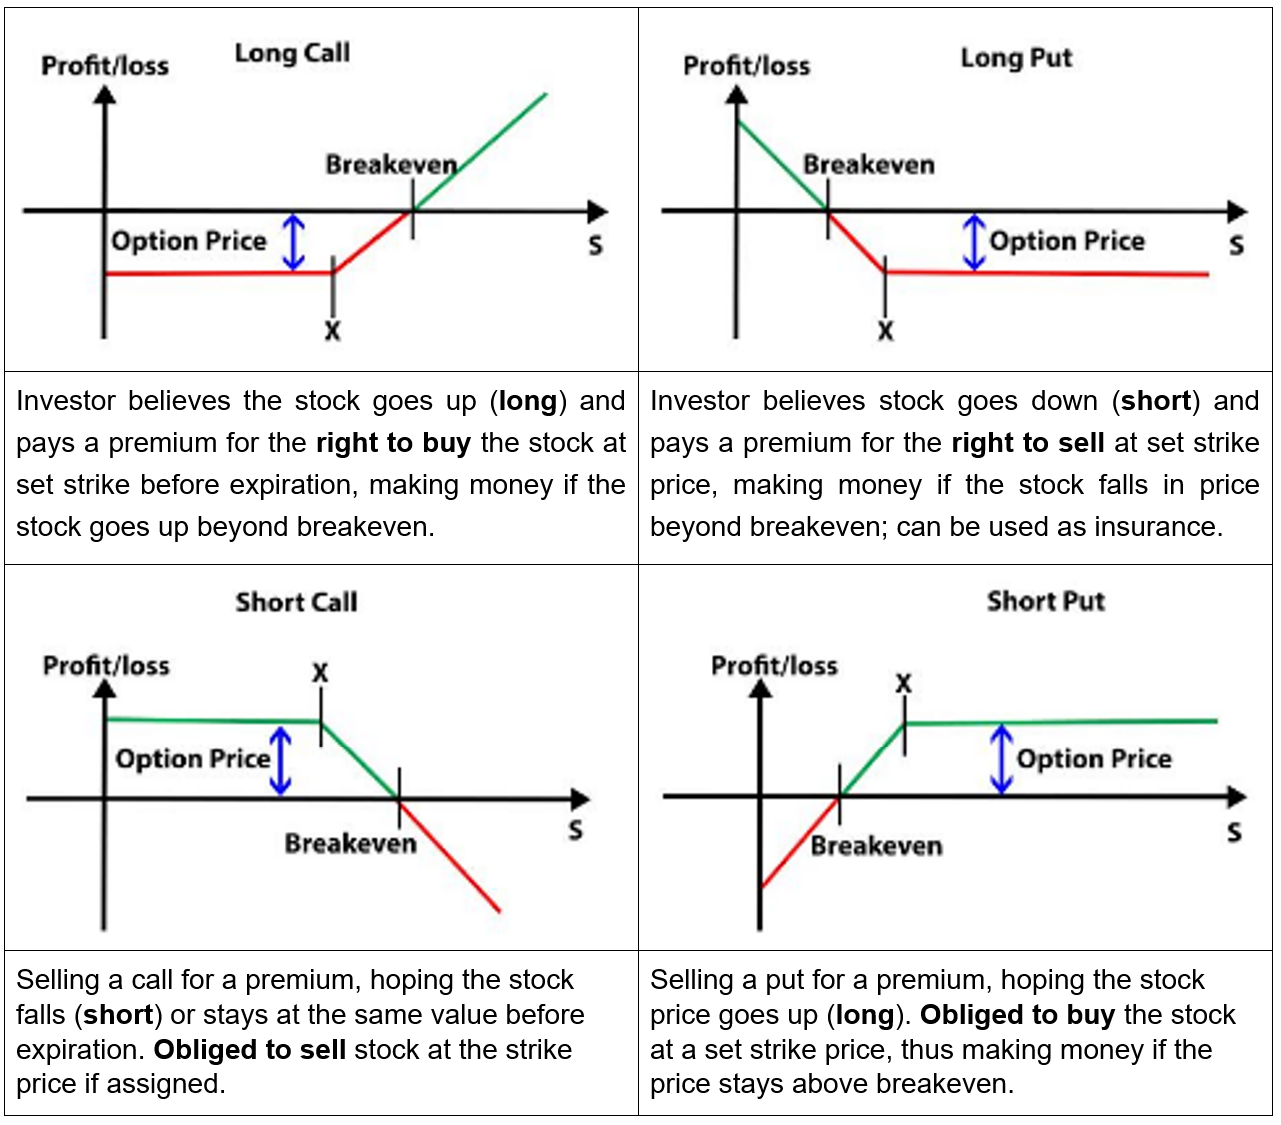 Long Call
Profit/loss
Breakeven
Option Price
S
X
Long Put
Profit/loss
Breakeven
Option Price
S
X
Investor believes the stock goes up (long) and
pays a premium for the right to buy the stock at
set strike before expiration, making money if the
stock goes up beyond breakeven.
Investor believes stock goes down (short) and
pays a premium for the right to sell at set strike
price, making money if the stock falls in price
beyond breakeven; can be used as insurance.
Short Call
Profit/loss
X
Option Price
S
Breakeven
Short Put
Profit/loss
X
Option Price
S
Breakeven
Selling a call for a premium, hoping the stock
falls (short) or stays at the same value before
expiration. Obliged to sell stock at the strike
price if assigned.
Selling a put for a premium, hoping the stock
price goes up (long). Obliged to buy the stock
at a set strike price, thus making money if the
price stays above breakeven.